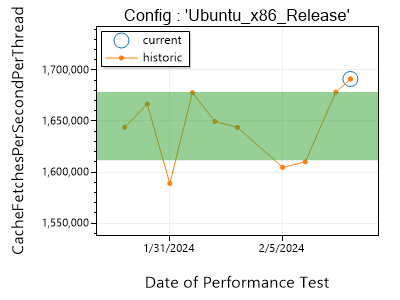 Config : 'Ubuntu_x86_Release'
current
historic
CacheFetchesPerSecondPerThread
1,700,000
1,650,000
1,600,000
1,550,000
1/31/2024
2/5/2024
Date of Performance Test